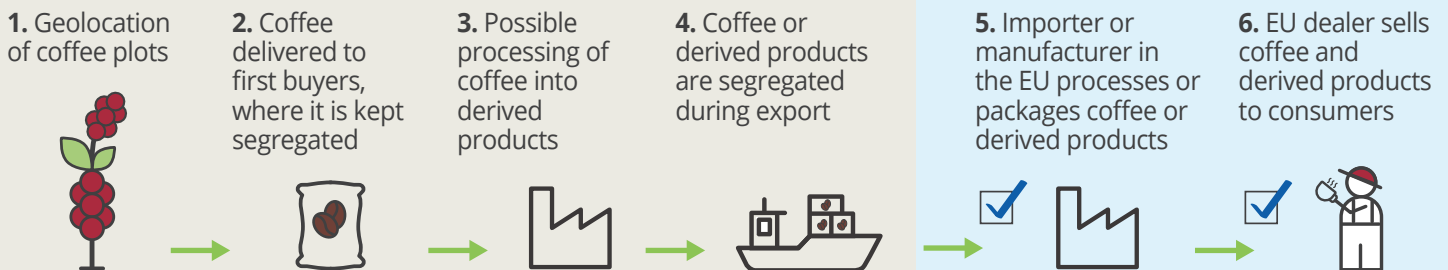 1. Geolocation
of coffee plots
2. Coffee
delivered to
first buyers,
where it is kept
segregated
3. Possible
processing of
coffee into
derived
products
4. Coffee or
derived products
are segregated
during export
5. Importer or
manufacturer in
the EU processes or
packages coffee or
derived products
6. EU dealer sells
coffee and
derived products
to consumers